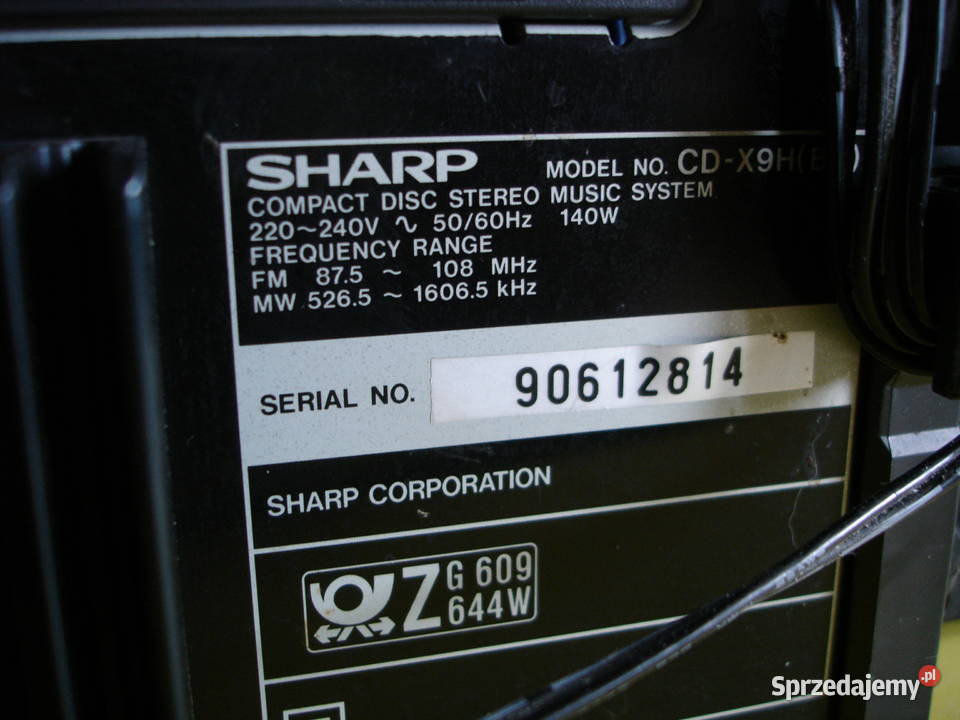 SHARP MODEL NO. CD-X9H(
COMPACT DISC STEREO MUSIC SYSTEM
220~240V ∿ 50/60Hz 140W
FREQUENCY RANGE
FM 87.5 ~ 108 MHz
MW 526.5 ~ 1606.5 kHz
SERIAL NO. 90612814
SHARP CORPORATION
Z G 609
644W
Sprzedajemy.pl